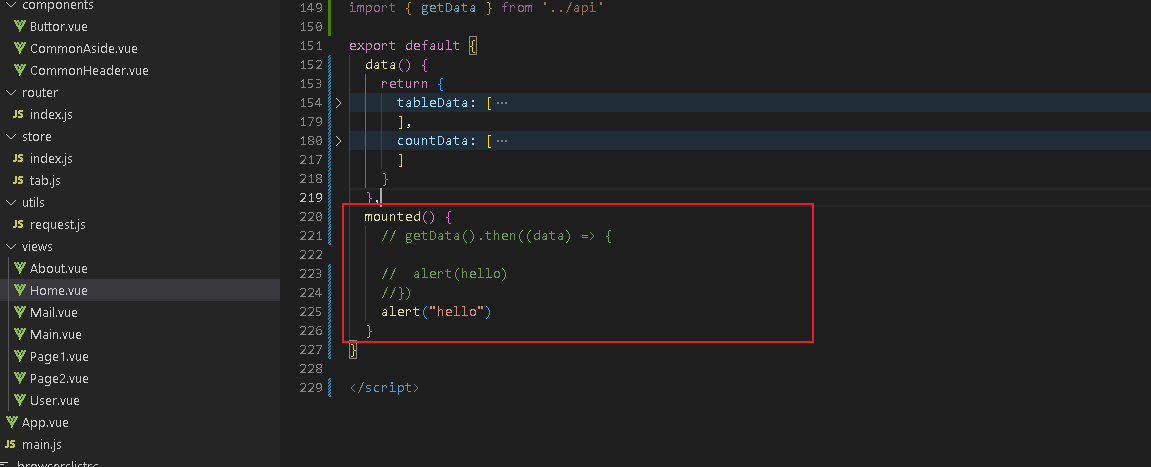 components
Buttor.vue
CommonAside.vue
CommonHeader.vue
router
JS index.js
store
JS index.js
JS tab.js
utils
JS request.js
views
About.vue
Home.vue
Mail.vue
Main.vue
Page1.vue
Page2.vue
User.vue
App.vue
JS main.js
.browserslistrc
149 import { getData } from '../api'
150
151 export default {
152 data() {
153 return {
154 tableData: [ ···
179 ],
180 countData: [ ···
217 ]
218 }
219 },
220 mounted() {
221 // getData().then((data) => {
222
223 //  alert(hello)
224 //})
225 alert("hello")
226 }
227 }
228
229 </script>